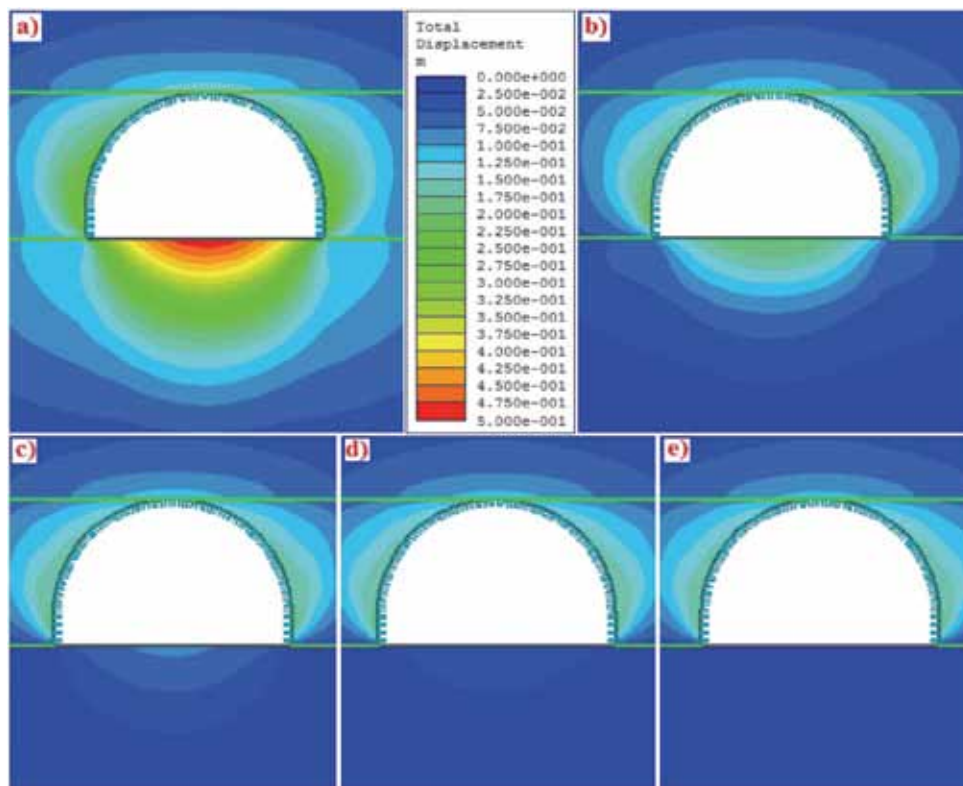 a)
Total
Displacement
m
0.000e+000
2.500e-002
5.000e-002
7.500e-002
1.000e-001
1.250e-001
1.500e-001
1.750e-001
2.000e-001
2.250e-001
2.500e-001
2.750e-001
3.000e-001
3.250e-001
3.500e-001
3.750e-001
4.000e-001
4.250e-001
4.500e-001
4.750e-001
5.000e-001
b)
c)
d)
e)